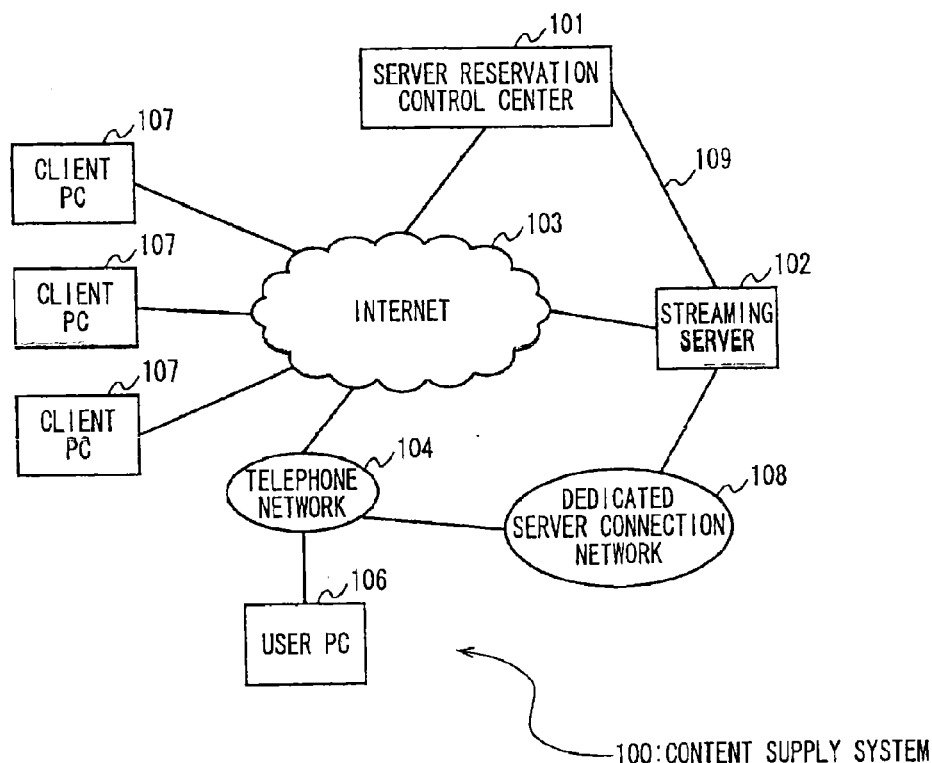 101
SERVER RESERVATION
CONTROL CENTER
107
CLIENT
PC
109
103
107
102
CLIENT
PC
INTERNET
STREAMING
SERVER
107
CLIENT
PC
104
TELEPHONE
NETWORK
108
DEDICATED
SERVER CONNECTION
NETWORK
106
USER PC
100:CONTENT SUPPLY SYSTEM